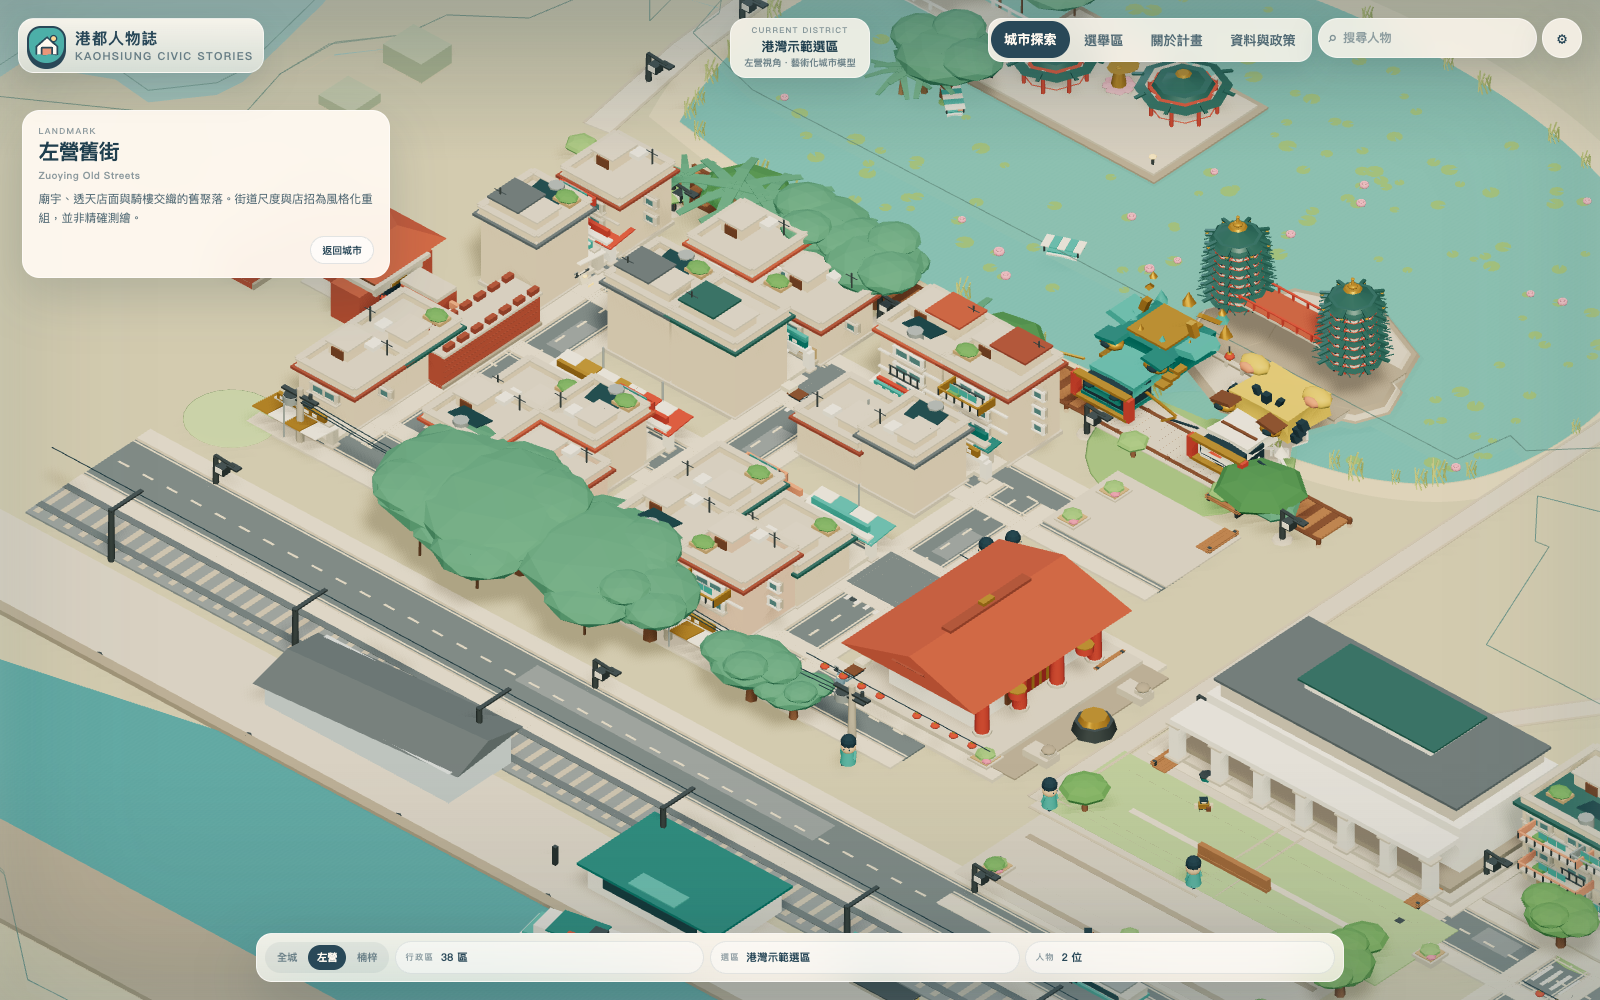 港都人物誌
KAOHSIUNG CIVIC STORIES
CURRENT DISTRICT
港灣示範選區
左營視角 · 藝術化城市模型
城市探索
選舉區
關於計畫
資料與政策
搜尋人物
LANDMARK
左營舊街
Zuoying Old Streets
廟宇、透天店面與騎樓交織的舊聚落。街道尺度與店招為風格化重
組，並非精確測繪。
返回城市
全城
左營
楠梓
行政區 38 區
選區 港灣示範選區
人物 2 位